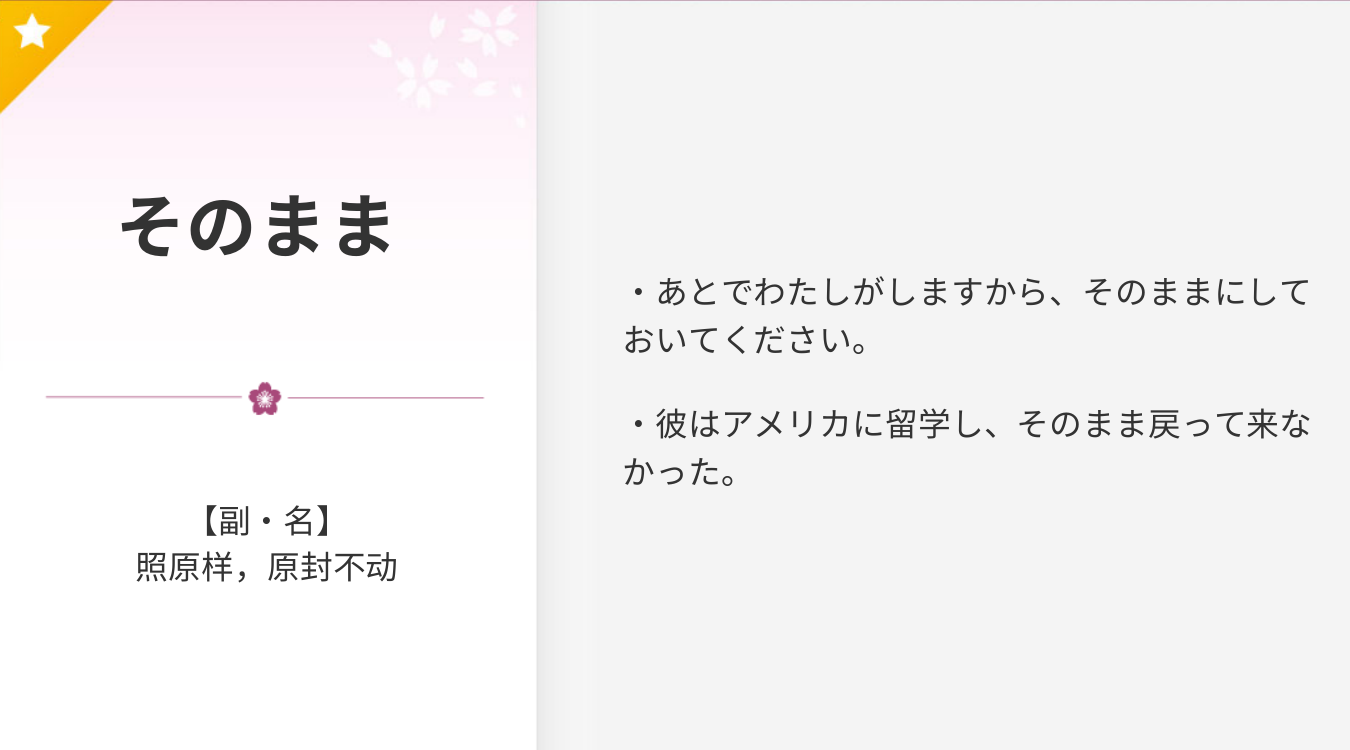 そのまま
【副・名】
照原样，原封不动
・あとでわたしがしますから、そのままにして
おいてください。
・彼はアメリカに留学し、そのまま戻って来な
かった。